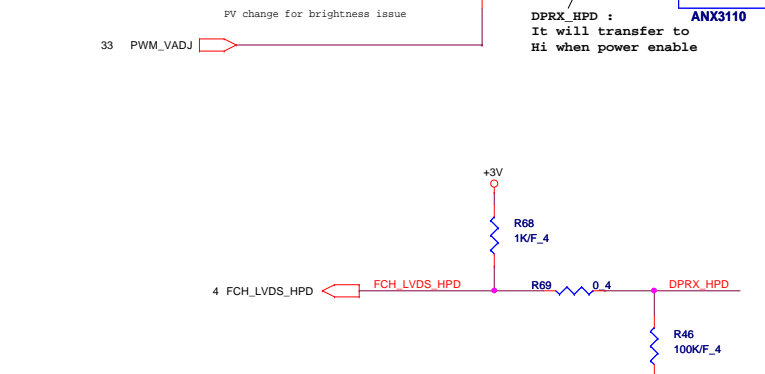 PV change for brightness issue
33 PWM_VADJ
DPRX_HPD :
It will transfer to
Hi when power enable
ANX3110
+3V
R68
1K/F_4
4 FCH_LVDS_HPD
FCH_LVDS_HPD
R69
0_4
DPRX_HPD
R46
100K/F_4